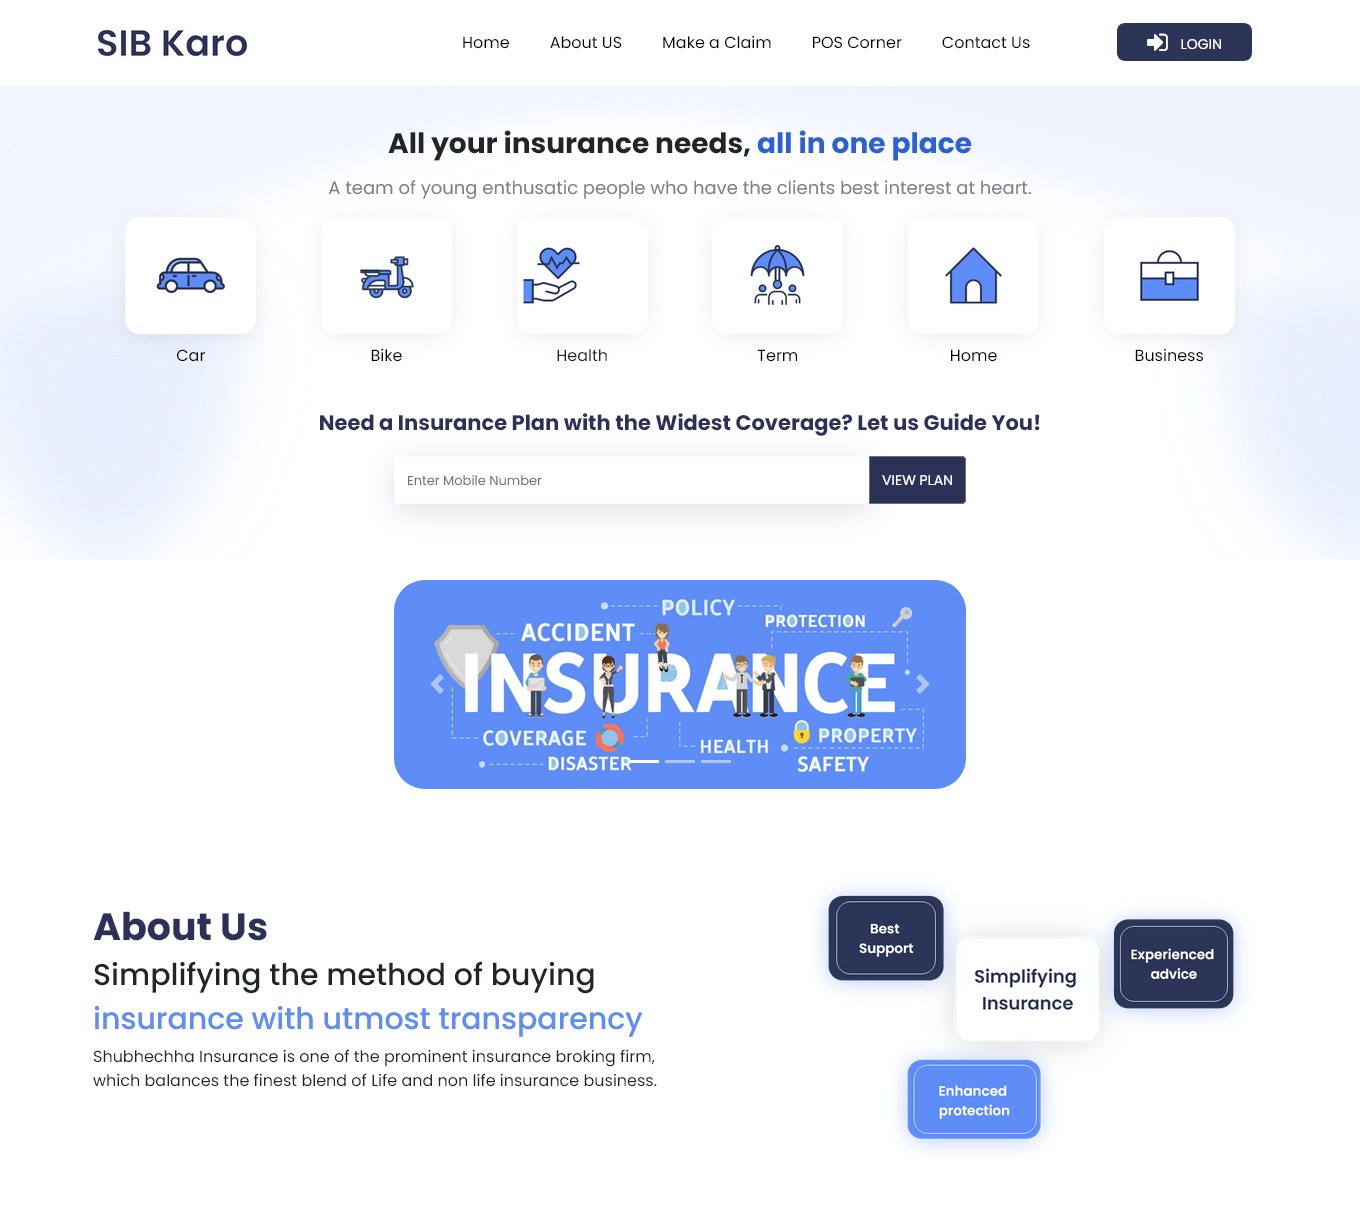 SIB Karo
Home
About US
Make a Claim
POS Corner
Contact Us
LOGIN
All your insurance needs, all in one place
A team of young enthusatic people who have the clients best interest at heart.
Car
Bike
Health
Term
Home
Business
Need a Insurance Plan with the Widest Coverage? Let us Guide You!
Enter Mobile Number
VIEW PLAN
POLICY
PROTECTION
ACCIDENT
INSURANCE
COVERAGE
PROPERTY
HEALTH
DISASTER
SAFETY
About Us
Simplifying the method of buying
insurance with utmost transparency
Shubhechha Insurance is one of the prominent insurance broking firm,
which balances the finest blend of Life and non life insurance business.
Best
Support
Simplifying
Insurance
Experienced
advice
Enhanced
protection